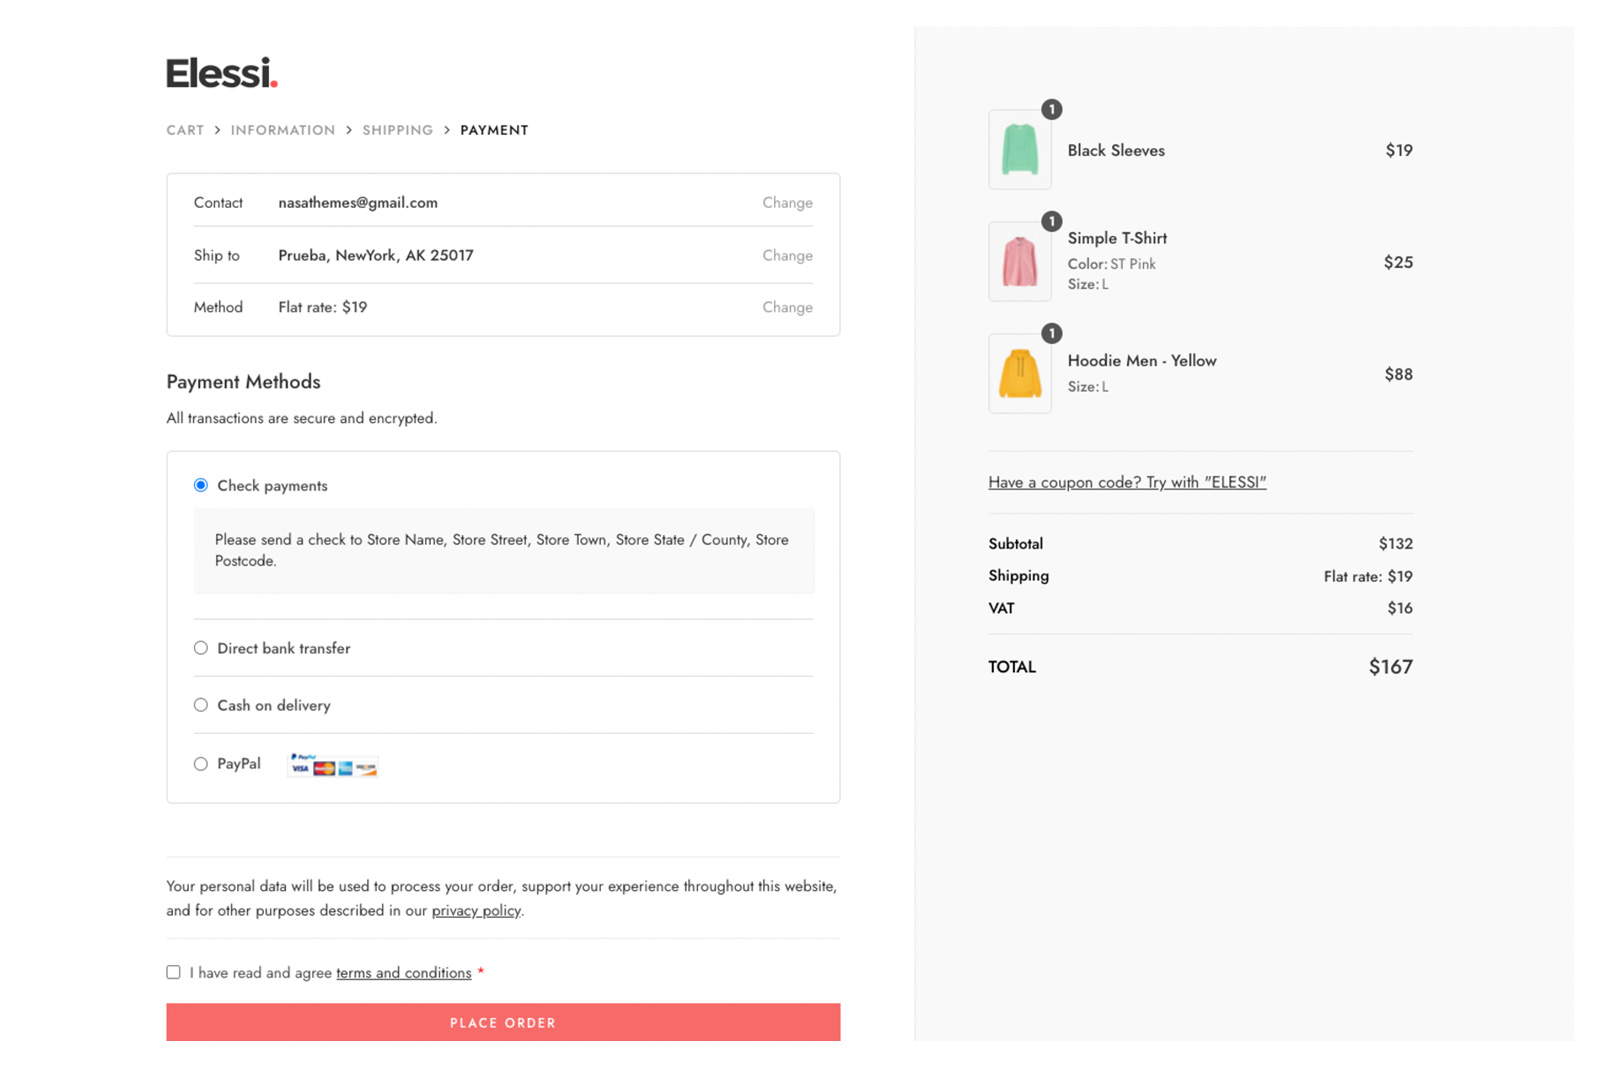 Elessi.
CART > INFORMATION > SHIPPING > PAYMENT
Contact nasathemes@gmail.com Change
Ship to Prueba, NewYork, AK 25017 Change
Method Flat rate: $19 Change
Payment Methods
All transactions are secure and encrypted.
Check payments
Please send a check to Store Name, Store Street, Store Town, Store State / County, Store
Postcode.
Direct bank transfer
Cash on delivery
PayPal
PayPal
VISA
Your personal data will be used to process your order, support your experience throughout this website,
and for other purposes described in our privacy policy.
I have read and agree terms and conditions *
PLACE ORDER
1
Black Sleeves $19
1
Simple T-Shirt
Color: ST Pink
Size: L
$25
1
Hoodie Men - Yellow
Size: L
$88
Have a coupon code? Try with "ELESSI"
Subtotal $132
Shipping Flat rate: $19
VAT $16
TOTAL $167